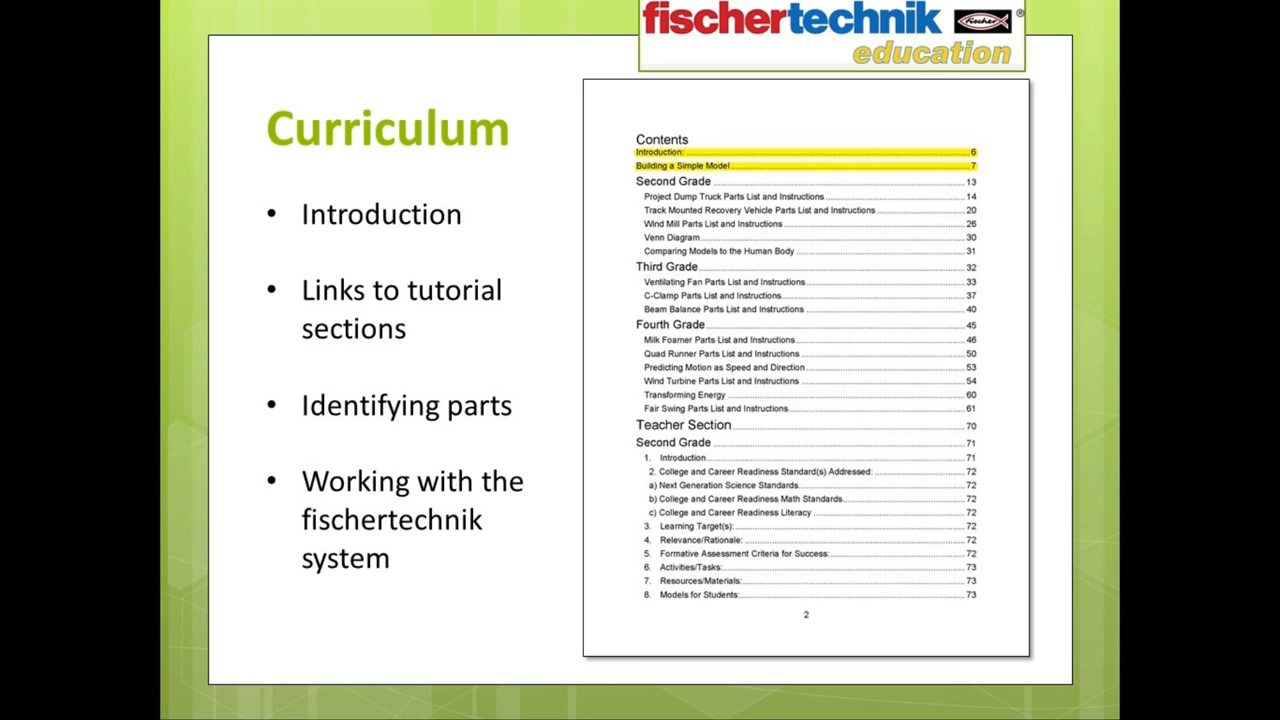 fischertechnik fischer ®
education
Curriculum
• Introduction
• Links to tutorial
sections
• Identifying parts
• Working with the
fischertechnik
system
Contents
Introduction: 6
Building a Simple Model 7
Second Grade 13
Project Dump Truck Parts List and Instructions 14
Track Mounted Recovery Vehicle Parts List and Instructions 20
Wind Mill Parts List and Instructions 26
Venn Diagram 30
Comparing Models to the Human Body 31
Third Grade 32
Ventilating Fan Parts List and Instructions 33
C-Clamp Parts List and Instructions 37
Beam Balance Parts List and Instructions 40
Fourth Grade 45
Milk Foamer Parts List and Instructions 46
Quad Runner Parts List and Instructions 50
Predicting Motion as Speed and Direction 53
Wind Turbine Parts List and Instructions 54
Transforming Energy 60
Fair Swing Parts List and Instructions 61
Teacher Section 70
Second Grade 71
1. Introduction 71
2. College and Career Readiness Standard(s) Addressed: 72
a) Next Generation Science Standards 72
b) College and Career Readiness Math Standards 72
c) College and Career Readiness Literacy 72
3. Learning Target(s): 72
4. Relevance/Rationale: 72
5. Formative Assessment Criteria for Success: 72
6. Activities/Tasks: 73
7. Resources/Materials: 73
8. Models for Students: 73
2